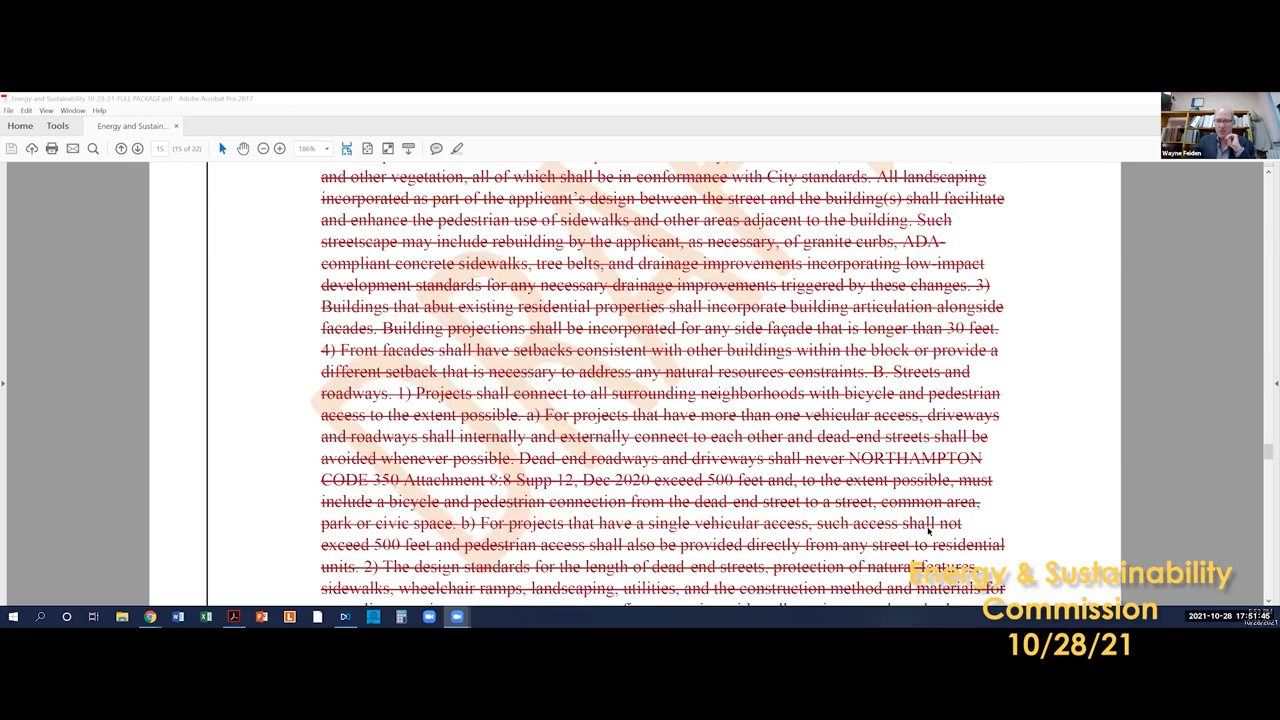 Energy and Sustainability 10-28-21-FULL PACKAGE.pdf - Adobe Acrobat Pro 2017
File Edit View Window Help
Home Tools Energy and Sustain... ×
15 (15 of 22) 186%
Wayne Feiden
and other vegetation, all of which shall be in conformance with City standards. All landscaping
incorporated as part of the applicant's design between the street and the building(s) shall facilitate
and enhance the pedestrian use of sidewalks and other areas adjacent to the building. Such
streetscape may include rebuilding by the applicant, as necessary, of granite curbs, ADA-
compliant concrete sidewalks, tree belts, and drainage improvements incorporating low-impact
development standards for any necessary drainage improvements triggered by these changes. 3)
Buildings that abut existing residential properties shall incorporate building articulation alongside
facades. Building projections shall be incorporated for any side façade that is longer than 30 feet.
4) Front facades shall have setbacks consistent with other buildings within the block or provide a
different setback that is necessary to address any natural resources constraints. B. Streets and
roadways. 1) Projects shall connect to all surrounding neighborhoods with bicycle and pedestrian
access to the extent possible. a) For projects that have more than one vehicular access, driveways
and roadways shall internally and externally connect to each other and dead-end streets shall be
avoided whenever possible. Dead-end roadways and driveways shall never NORTHAMPTON
CODE 350 Attachment 8:8 Supp 12, Dec 2020 exceed 500 feet and, to the extent possible, must
include a bicycle and pedestrian connection from the dead-end street to a street, common area,
park or civic space. b) For projects that have a single vehicular access, such access shall not
exceed 500 feet and pedestrian access shall also be provided directly from any street to residential
units. 2) The design standards for the length of dead-end streets, protection of natural features,
sidewalks, wheelchair ramps, landscaping, utilities, and the construction method and materials for
DRA
Energy & Sustainability
Commission
10/28/21
2021-10-28 17:51:45